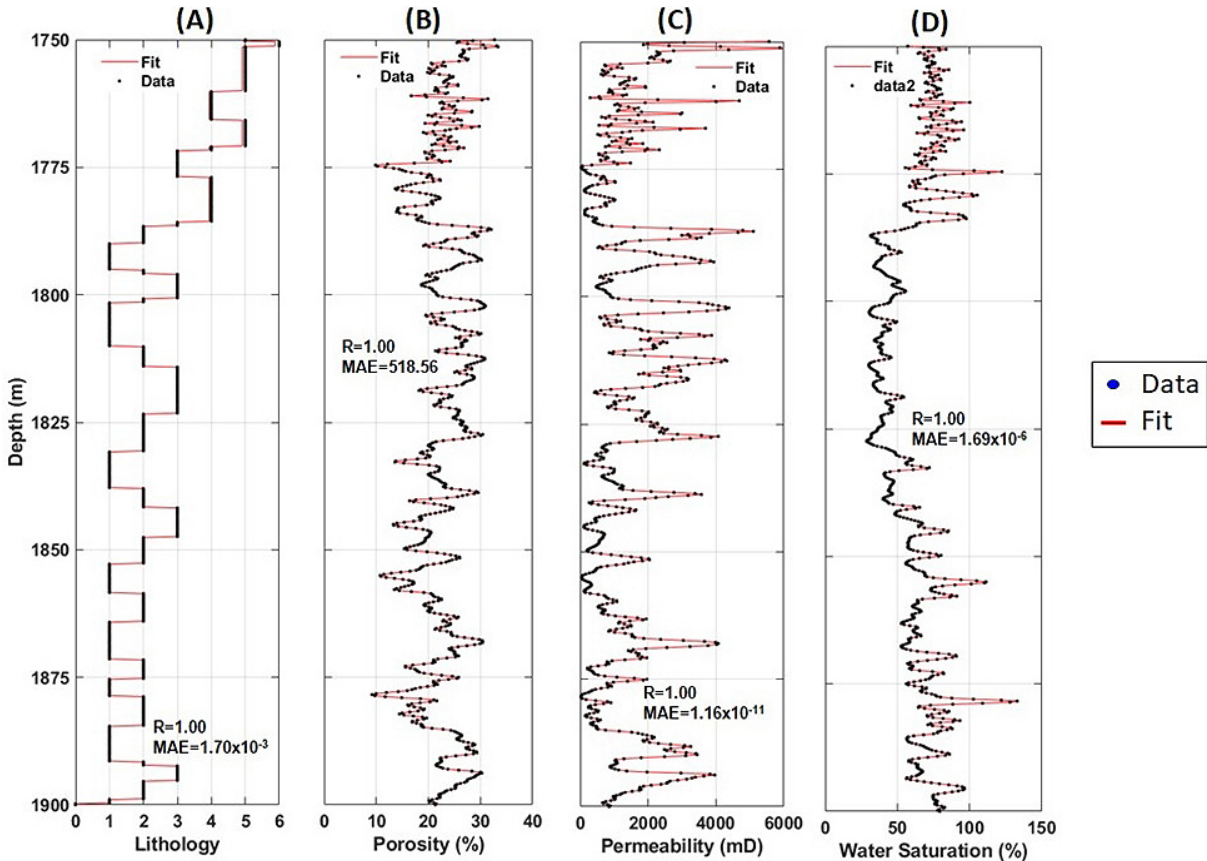 (A)
(B)
(C)
(D)
1750
1775
1800
1825
1850
1875
1900
Depth (m)
Fit
Data
R=1.00
MAE=1.70x10-3
0 1 2 3 4 5 6
Lithology
Fit
Data
R=1.00
MAE=518.56
0 10 20 30 40
Porosity (%)
Fit
Data
R=1.00
MAE=1.16x10-11
0 2000 4000 6000
Permeability (mD)
Fit
data2
R=1.00
MAE=1.69x10-6
0 50 100 150
Water Saturation (%)
Data
Fit